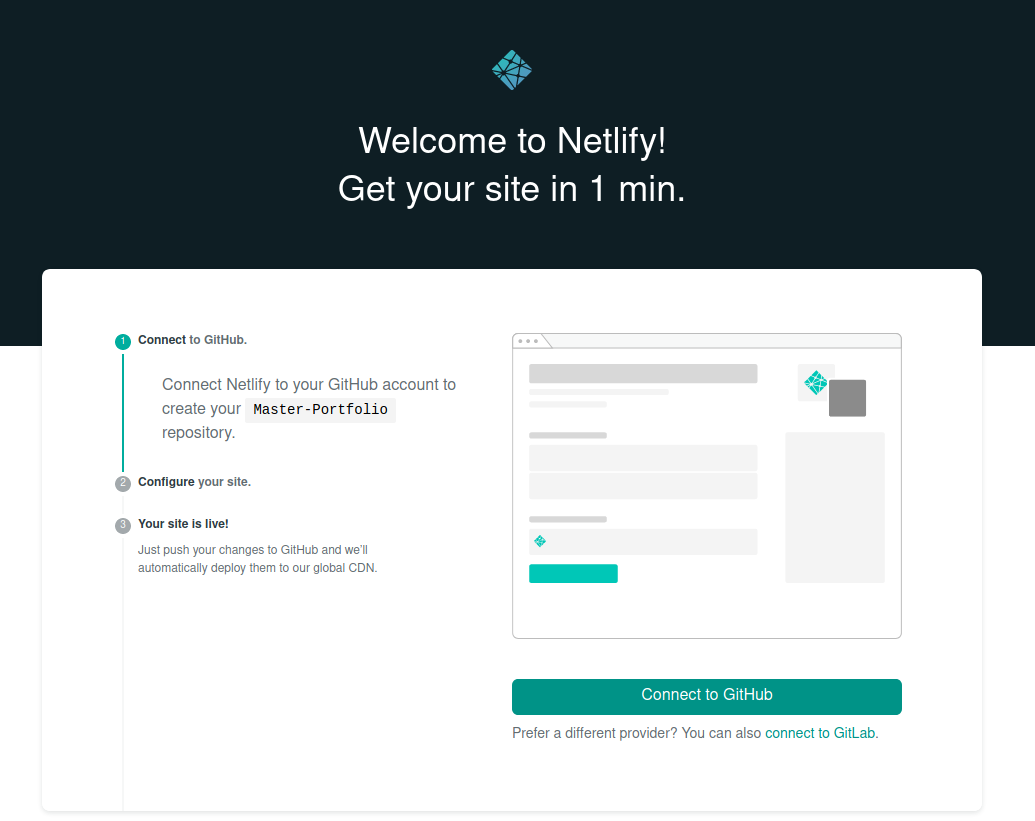 Welcome to Netlify!
Get your site in 1 min.
1 Connect to GitHub.
Connect Netlify to your GitHub account to
create your Master-Portfolio
repository.
2 Configure your site.
3 Your site is live!
Just push your changes to GitHub and we'll
automatically deploy them to our global CDN.
Connect to GitHub
Prefer a different provider? You can also connect to GitLab.